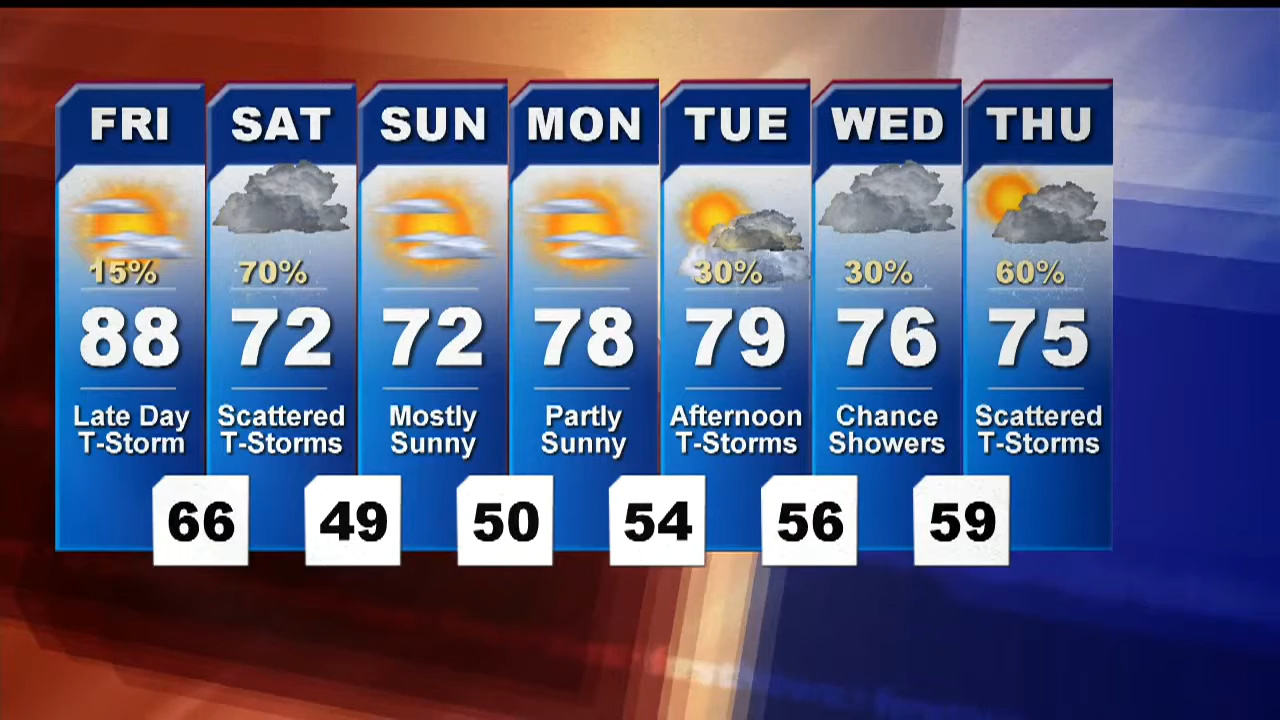 FRI SAT SUN MON TUE WED THU
15% 70% 30% 30% 60%
88 72 72 78 79 76 75
Late Day Scattered Mostly Partly Afternoon Chance Scattered
T-Storm T-Storms Sunny Sunny T-Storms Showers T-Storms
66 49 50 54 56 59